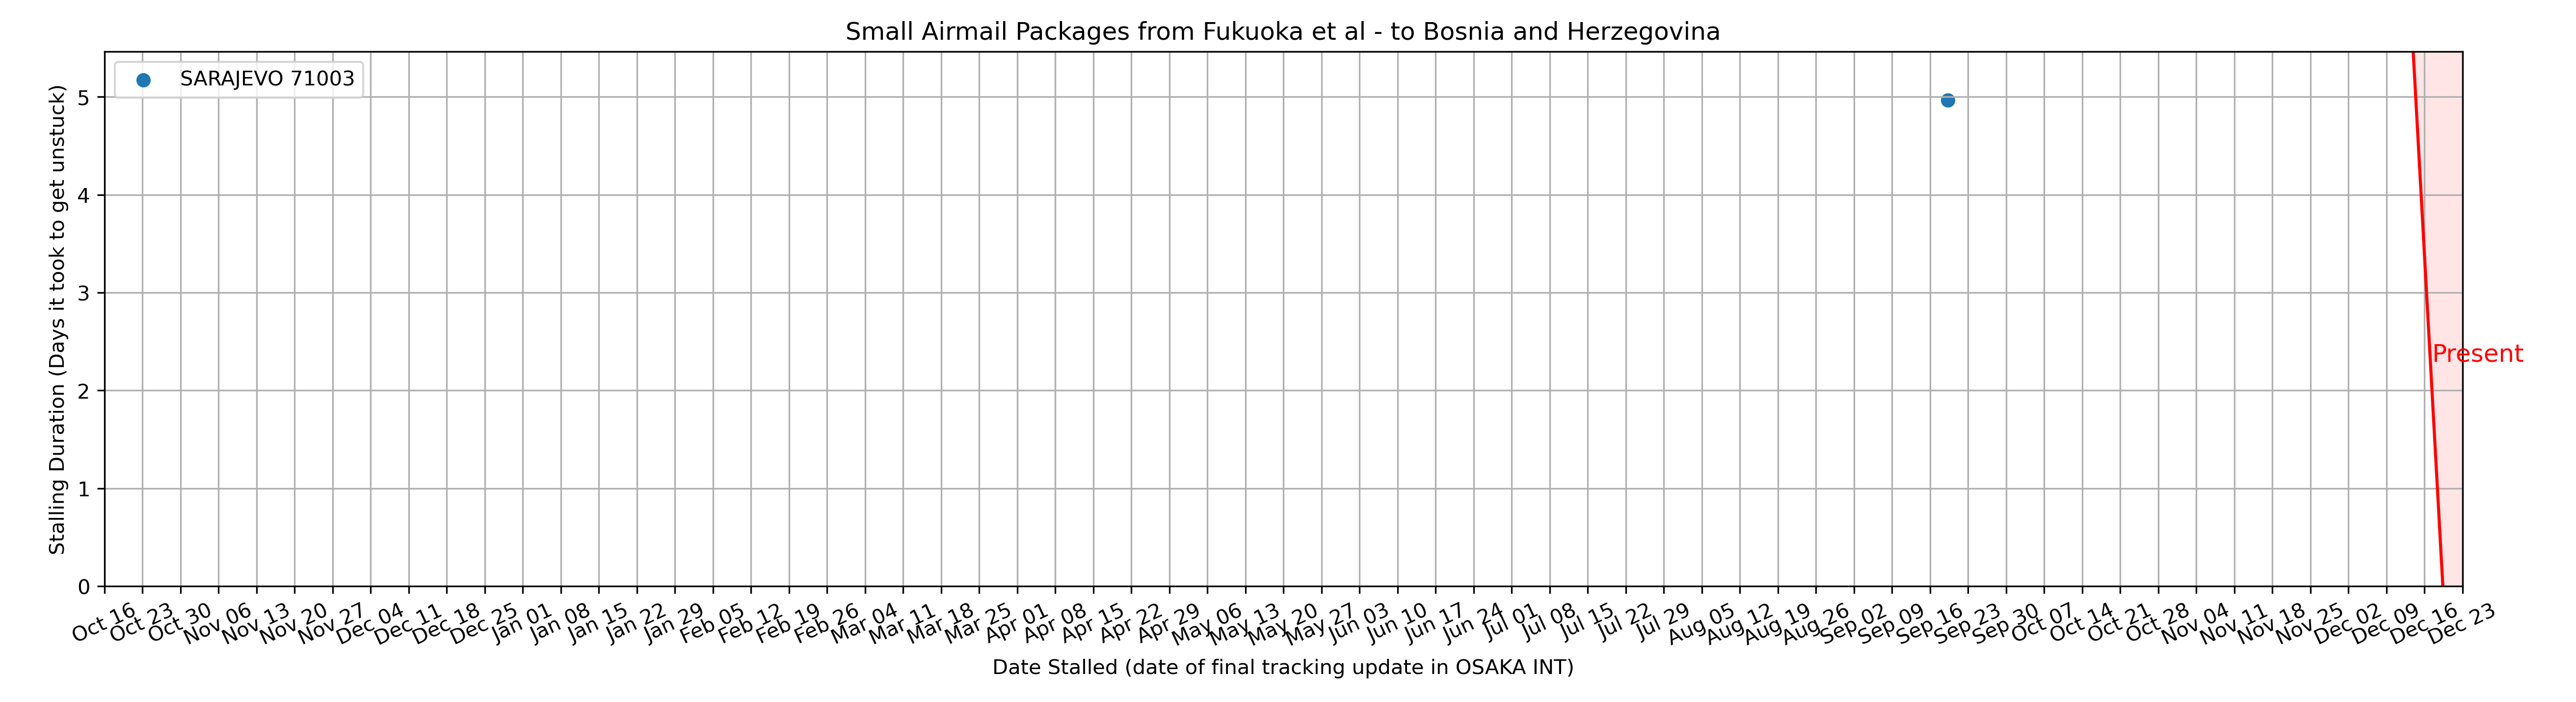 Small Airmail Packages from Fukuoka et al - to Bosnia and Herzegovina
SARAJEVO 71003
Stalling Duration (Days it took to get unstuck)
5
4
3
2
1
0
Present
Oct 16
Oct 23
Oct 30
Nov 06
Nov 13
Nov 20
Nov 27
Dec 04
Dec 11
Dec 18
Dec 25
Jan 01
Jan 08
Jan 15
Jan 22
Jan 29
Feb 05
Feb 12
Feb 19
Feb 26
Mar 04
Mar 11
Mar 18
Mar 25
Apr 01
Apr 08
Apr 15
Apr 22
Apr 29
May 06
May 13
May 20
May 27
Jun 03
Jun 10
Jun 17
Jun 24
Jul 01
Jul 08
Jul 15
Jul 22
Jul 29
Aug 05
Aug 12
Aug 19
Aug 26
Sep 02
Sep 09
Sep 16
Sep 23
Sep 30
Oct 07
Oct 14
Oct 21
Oct 28
Nov 04
Nov 11
Nov 18
Nov 25
Dec 02
Dec 09
Dec 16
Dec 23
Date Stalled (date of final tracking update in OSAKA INT)